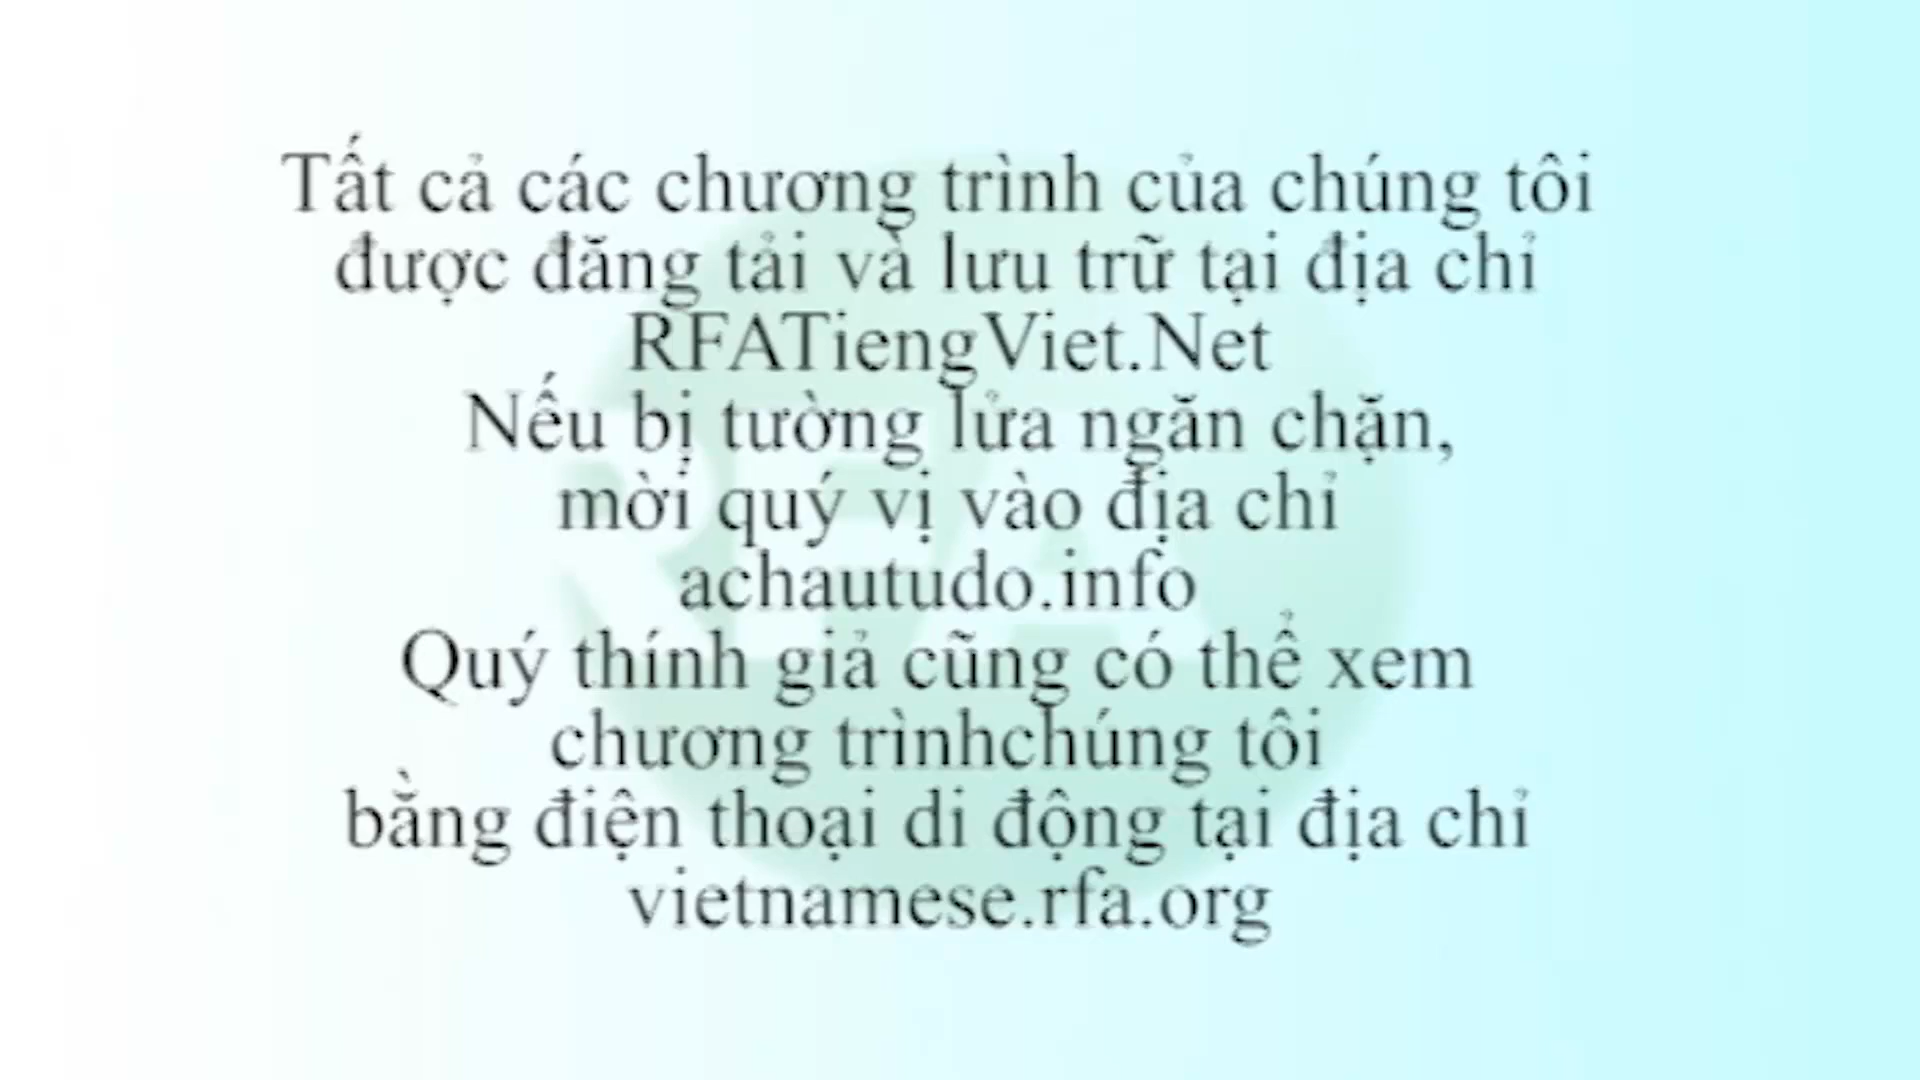 Tất cả các chương trình của chúng tôi
được đăng tải và lưu trữ tại địa chỉ
RFATiengViet.Net
Nếu bị tường lửa ngăn chặn,
mời quý vị vào địa chỉ
achautudo.info
Quý thính giả cũng có thể xem
chương trìnhchúng tôi
bằng điện thoại di động tại địa chỉ
vietnamese.rfa.org
RFA